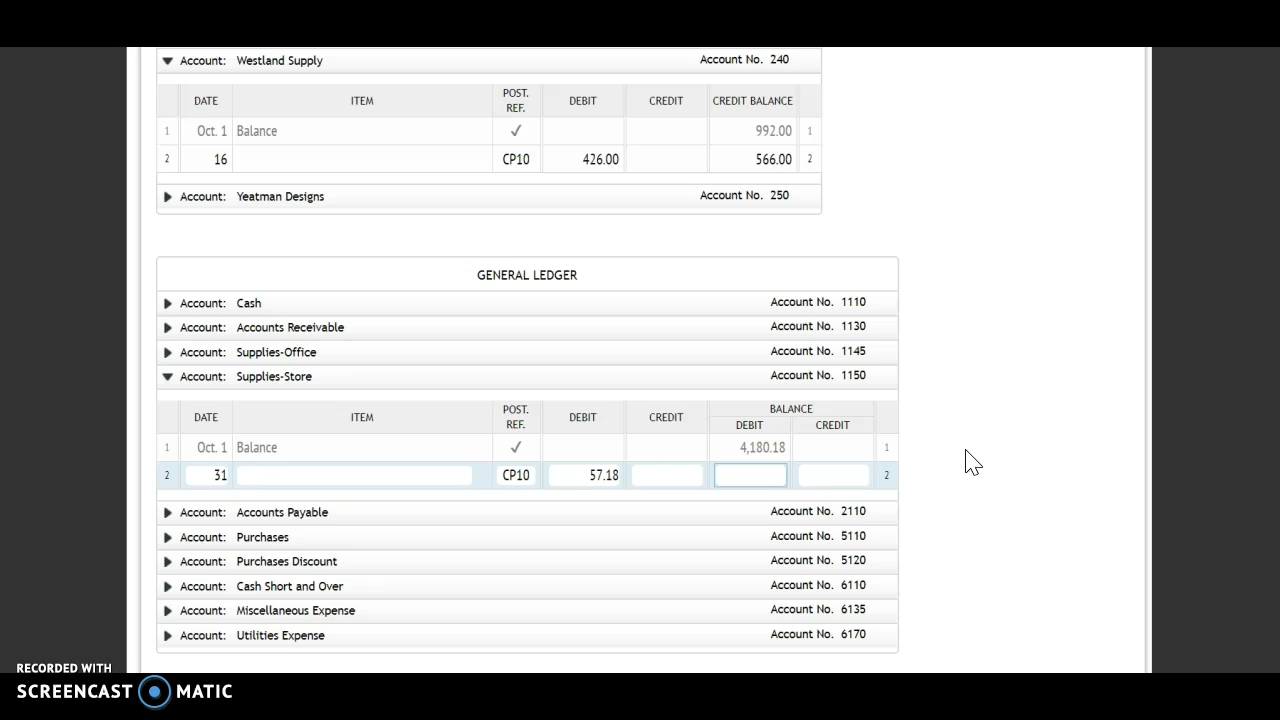 Account: Westland Supply Account No. 240
DATE ITEM POST. REF. DEBIT CREDIT CREDIT BALANCE
1 Oct. 1 Balance ✓ 992.00 1
2 16 CP10 426.00 566.00 2
Account: Yeatman Designs Account No. 250
GENERAL LEDGER
Account: Cash Account No. 1110
Account: Accounts Receivable Account No. 1130
Account: Supplies-Office Account No. 1145
Account: Supplies-Store Account No. 1150
DATE ITEM POST. REF. DEBIT CREDIT BALANCE
DEBIT CREDIT
1 Oct. 1 Balance ✓ 4,180.18 1
2 31 CP10 57.18 2
Account: Accounts Payable Account No. 2110
Account: Purchases Account No. 5110
Account: Purchases Discount Account No. 5120
Account: Cash Short and Over Account No. 6110
Account: Miscellaneous Expense Account No. 6135
Account: Utilities Expense Account No. 6170
RECORDED WITH
SCREENCAST MATIC